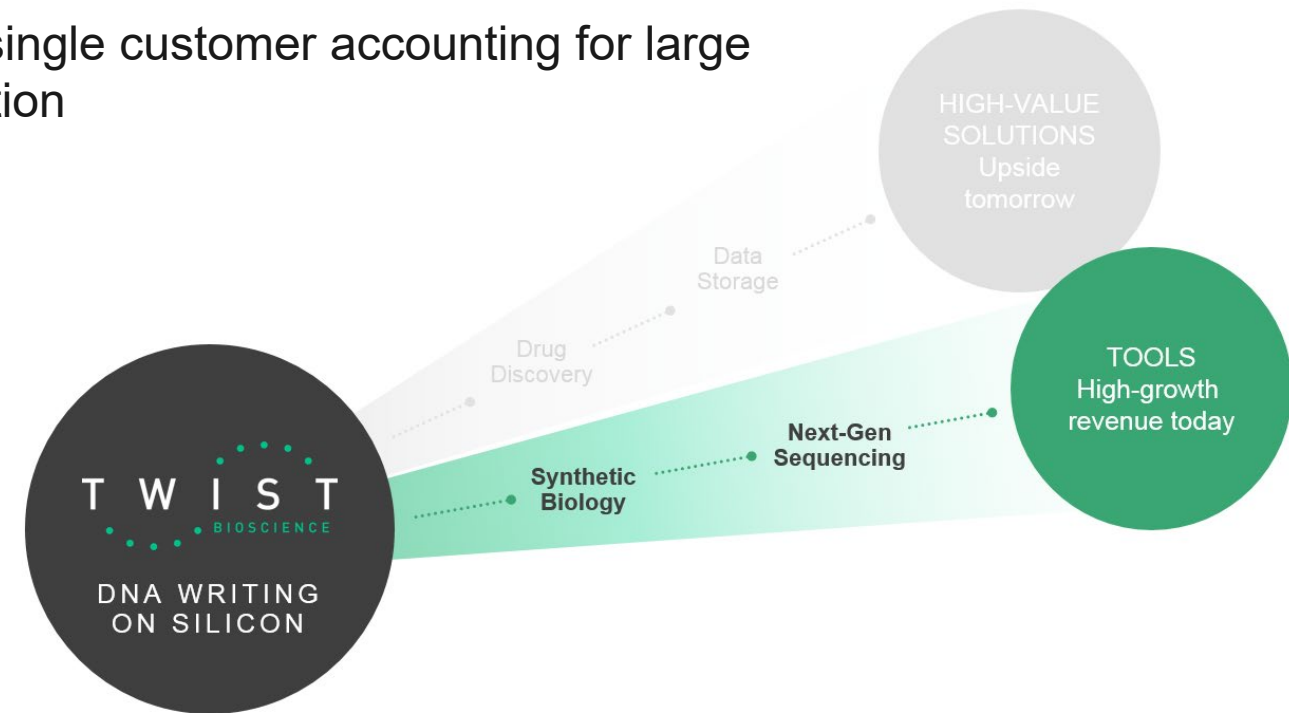 single customer accounting for large
tion
HIGH-VALUE
SOLUTIONS
Upside
tomorrow
Data
Storage
Drug
Discovery
TOOLS
High-growth
revenue today
Next-Gen
Sequencing
Synthetic
Biology
TWIST
BIOSCIENCE
DNA WRITING
ON SILICON